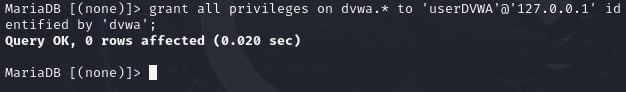 MariaDB [(none)]> grant all privileges on dvwa.* to 'userDVWA'@'127.0.0.1' id
entified by 'dvwa';
Query OK, 0 rows affected (0.020 sec)
MariaDB [(none)]>